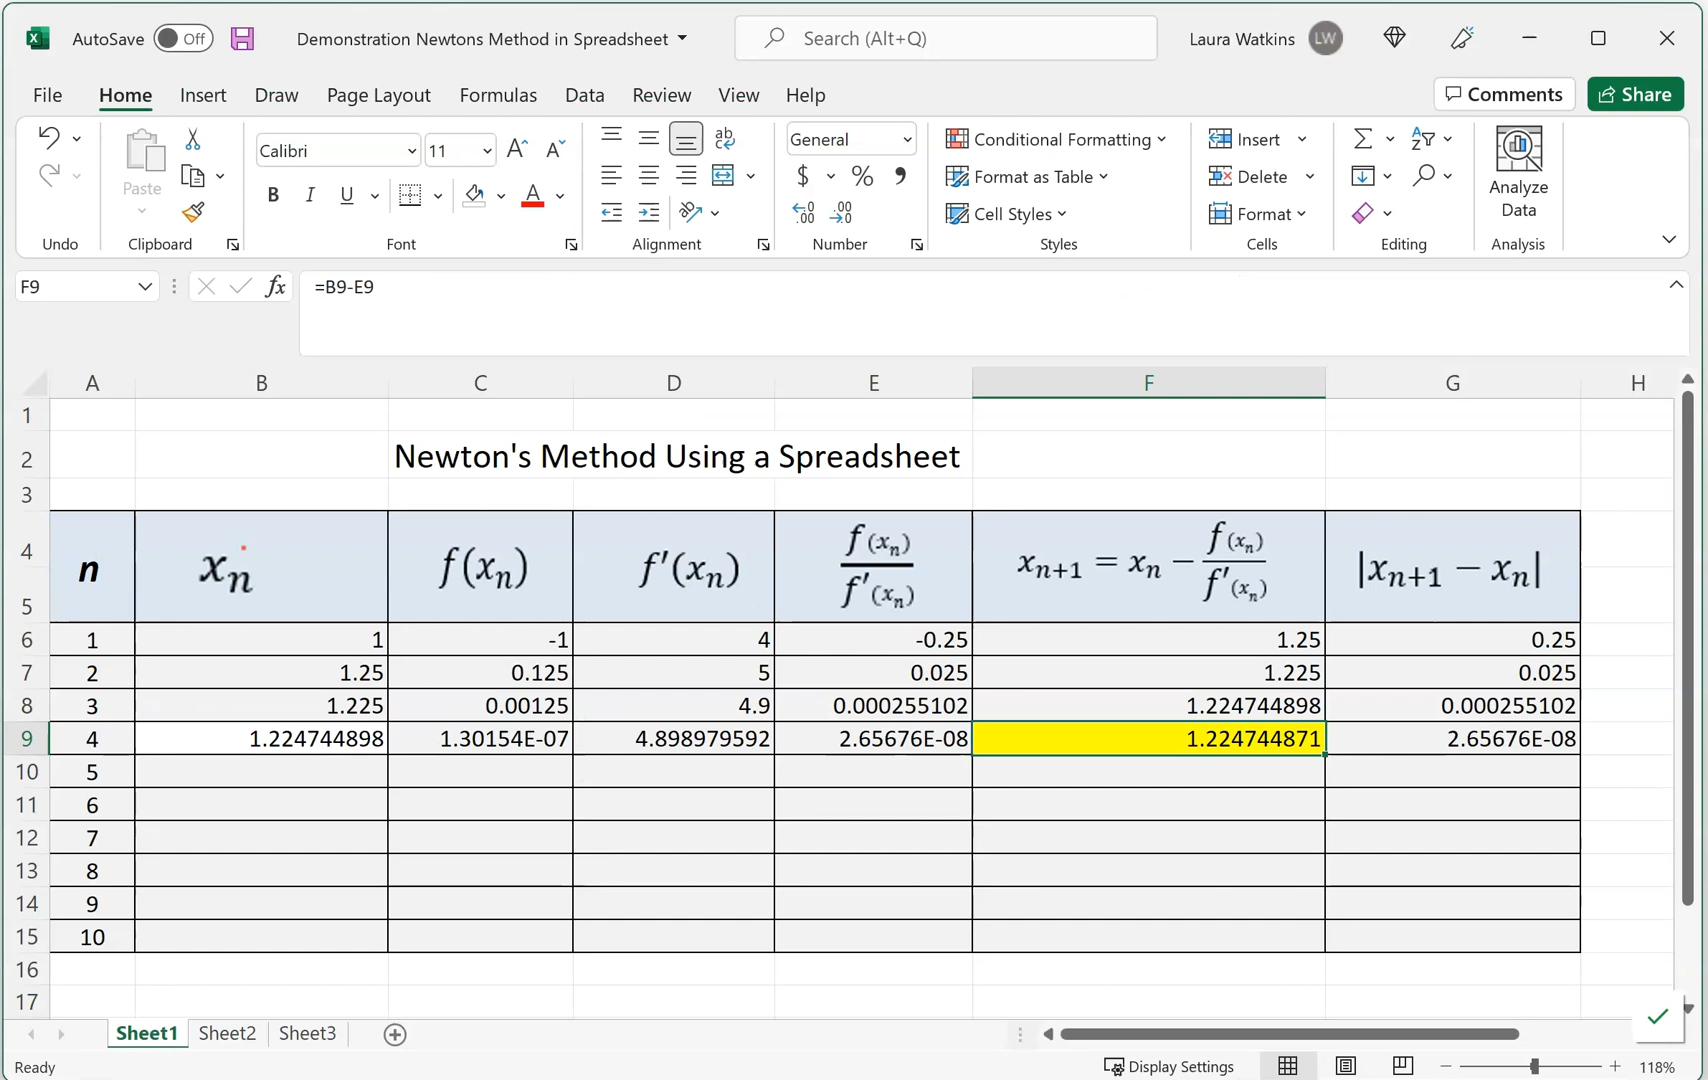 AutoSave Off Demonstration Newtons Method in Spreadsheet Search (Alt+Q) Laura Watkins LW
File Home Insert Draw Page Layout Formulas Data Review View Help Comments Share
Calibri 11 General Conditional Formatting Insert
Paste B I U $ % Format as Table Delete Analyze Data
Cell Styles Format
Undo Clipboard Font Alignment Number Styles Cells Editing Analysis
F9 fx =B9-E9
A B C D E F G H
1
2 Newton's Method Using a Spreadsheet
3
4
5
n xₙ f(xₙ) f′(xₙ) f(xₙ)/f′(xₙ) xₙ₊₁ = xₙ − f(xₙ)/f′(xₙ) |xₙ₊₁ − xₙ|
6 1 1 -1 4 -0.25 1.25 0.25
7 2 1.25 0.125 5 0.025 1.225 0.025
8 3 1.225 0.00125 4.9 0.000255102 1.224744898 0.000255102
9 4 1.224744898 1.30154E-07 4.898979592 2.65676E-08 1.224744871 2.65676E-08
10 5
11 6
12 7
13 8
14 9
15 10
16
17
Sheet1 Sheet2 Sheet3
Ready Display Settings 118%